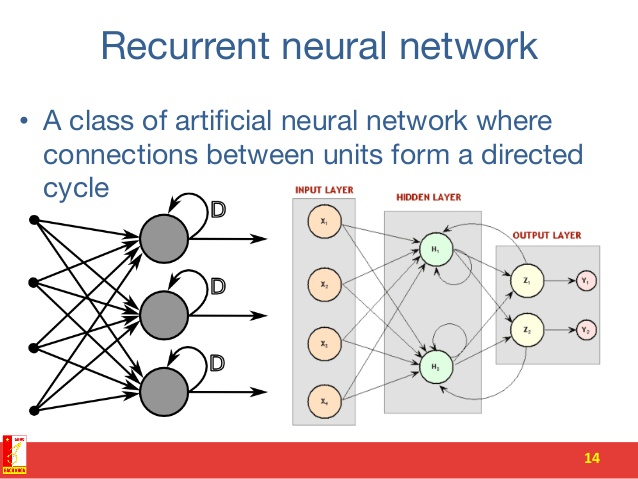 Recurrent neural network
• A class of artificial neural network where
connections between units form a directed
cycle
D
D
D
INPUT LAYER
HIDDEN LAYER
OUTPUT LAYER
X1
X2
X3
X4
H1
H2
Z1
Z2
Y1
Y2
14